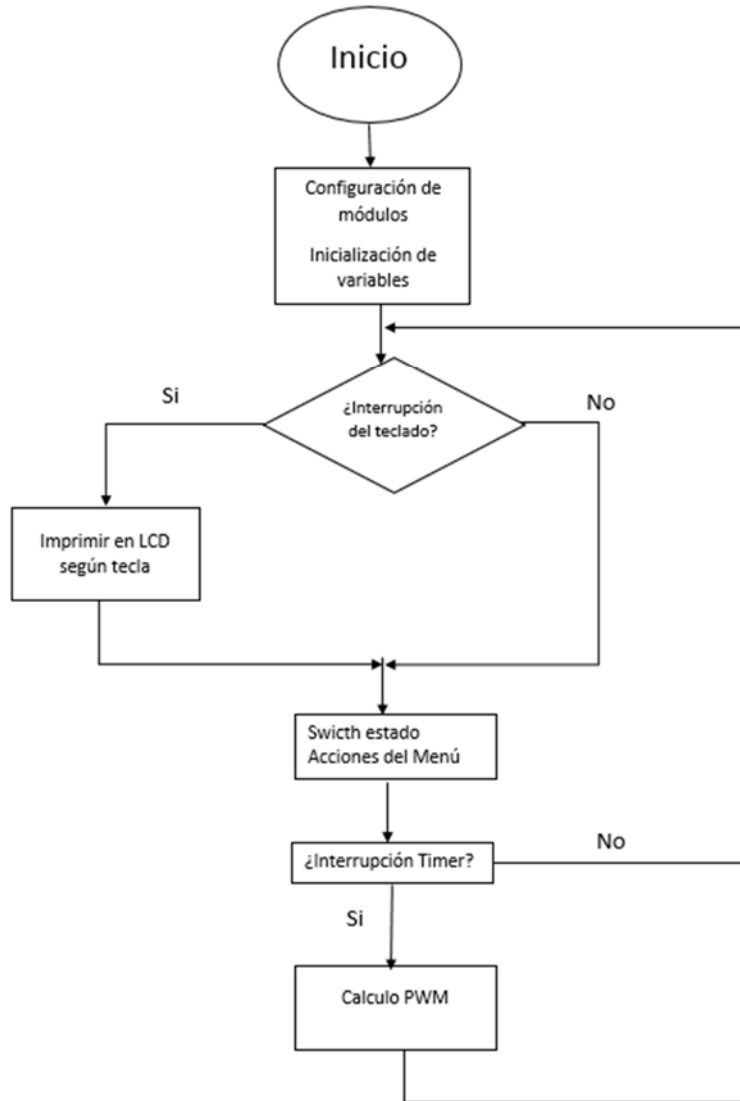 Inicio
Configuración de
módulos
Inicialización de
variables
Si
¿Interrupción
del teclado?
No
Imprimir en LCD
según tecla
Swicth estado
Acciones del Menú
¿Interrupción Timer?
No
Si
Calculo PWM